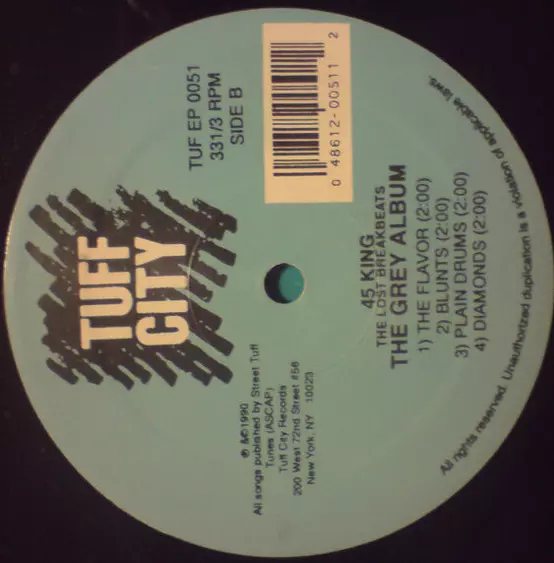 TUFF
CITY
TUF EP 0051
33 1/3 RPM
SIDE B
0 48612-00511 2
℗ &©1990
All songs published by Street Tuff
Tunes (ASCAP)
Tuff City Records
200 West 72nd Street #56
New York, NY 10023
45 KING
THE LOST BREAKBEATS
THE GREY ALBUM
1) THE FLAVOR (2:00)
2) BLUNTS (2:00)
3) PLAIN DRUMS (2:00)
4) DIAMONDS (2:00)
All rights reserved. Unauthorized duplication is a violation of applicable laws.